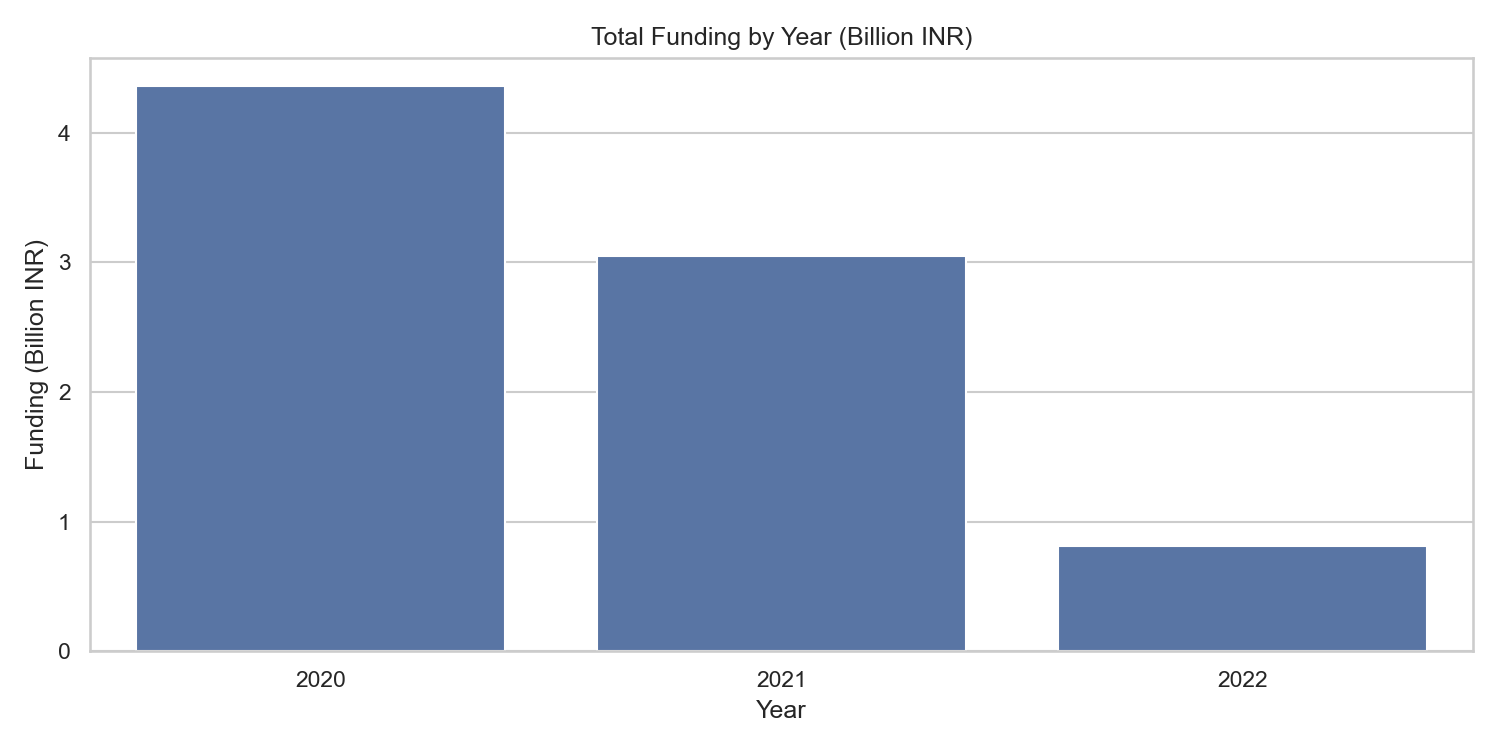 Total Funding by Year (Billion INR)
Funding (Billion INR)
4
3
2
1
0
2020
2021
2022
Year